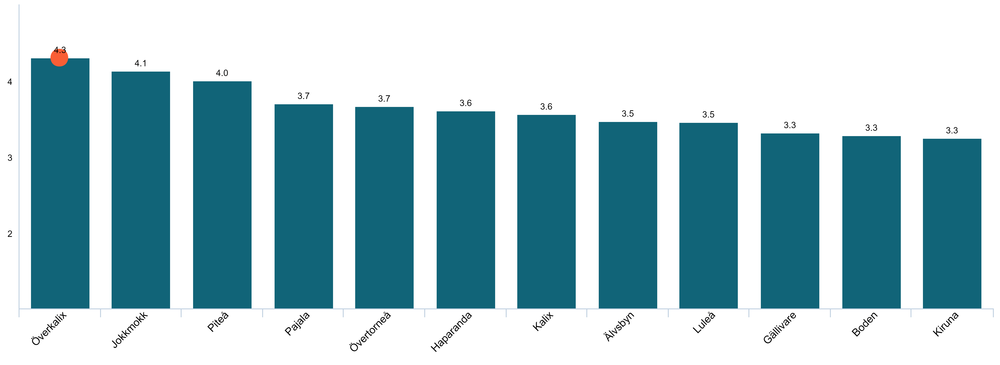 4.3
4.1
4.0
3.7
3.7
3.6
3.6
3.5
3.5
3.3
3.3
3.3
4
3
2
Överkalix
Jokkmokk
Piteå
Pajala
Övertorneå
Haparanda
Kalix
Älvsbyn
Luleå
Gällivare
Boden
Kiruna